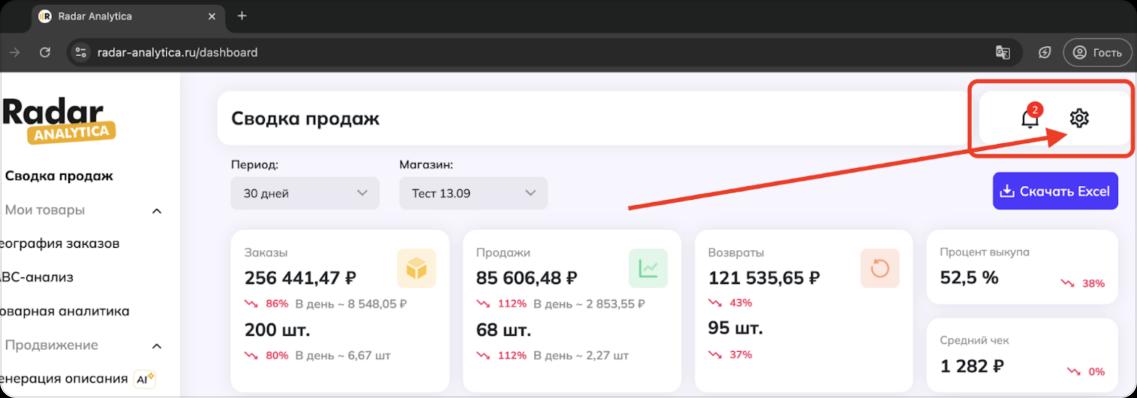 Radar Analytica
radar-analytica.ru/dashboard
Гость
Radar
ANALYTICA
Сводка продаж
2
Период:
Магазин:
30 дней
Тест 13.09
Скачать Excel
Сводка продаж
Мои товары
еография заказов
ВС-анализ
оварная аналитика
Продвижение
енерация описания AI
Заказы
256 441,47 ₽
86% В день ~ 8 548,05 ₽
200 шт.
80% В день ~ 6,67 шт
Продажи
85 606,48 ₽
112% В день ~ 2 853,55 ₽
68 шт.
112% В день ~ 2,27 шт
Возвраты
121 535,65 ₽
43%
95 шт.
37%
Процент выкупа
52,5 %
38%
Средний чек
1 282 ₽
0%